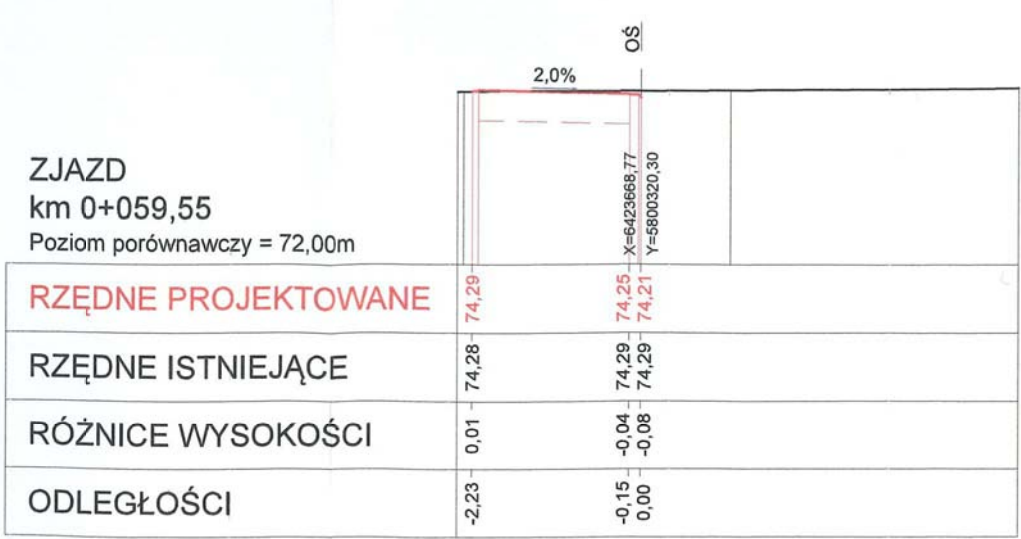 OŚ
2,0%
ZJAZD
km 0+059,55
Poziom porównawczy = 72,00m
X=6423668,77
Y=5800320,30
RZĘDNE PROJEKTOWANE 74,29 74,25 74,21
RZĘDNE ISTNIEJĄCE 74,28 74,29 74,29
RÓŻNICE WYSOKOŚCI 0,01 -0,04 -0,08
ODLEGŁOŚCI -2,23 -0,15 0,00